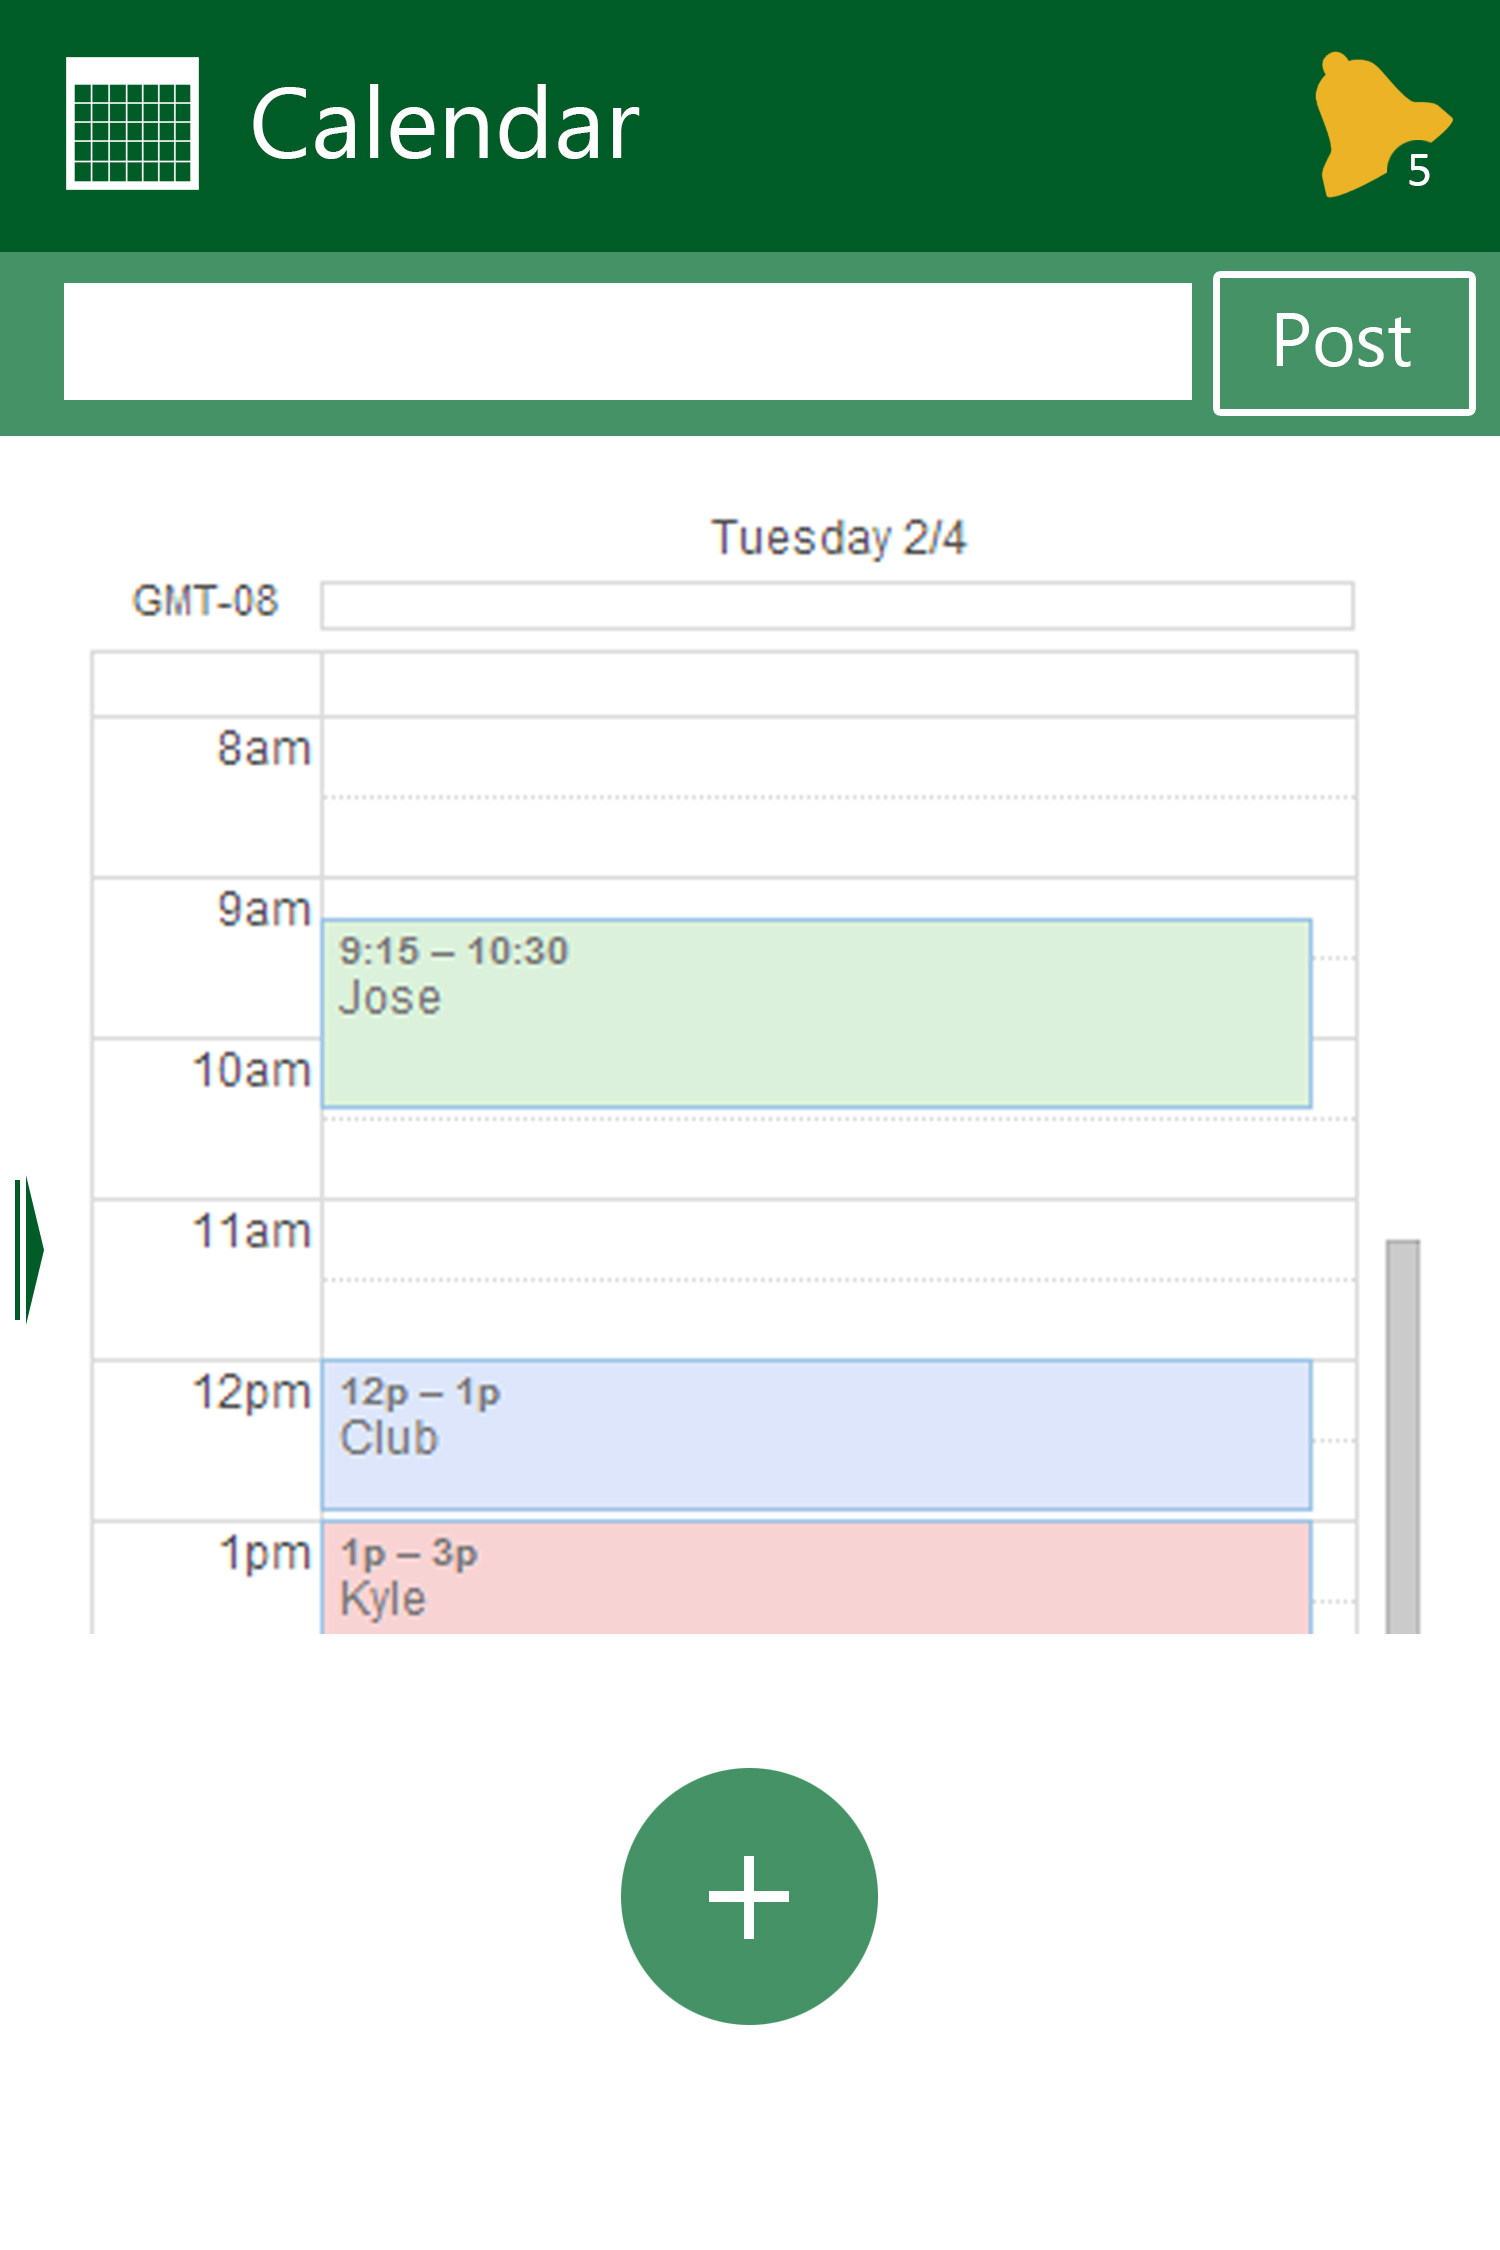 Calendar
5
Post
Tuesday 2/4
GMT-08
8am
9am
9:15 – 10:30
Jose
10am
11am
12pm
12p – 1p
Club
1pm
1p – 3p
Kyle